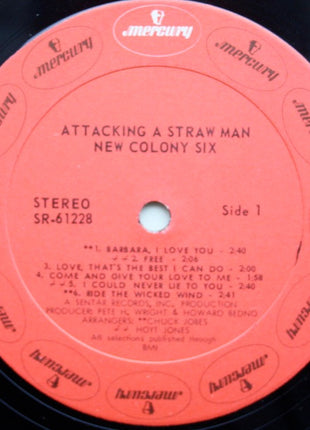 mercury
ATTACKING A STRAW MAN
NEW COLONY SIX
STEREO
SR-61228
Side 1
**1. BARBARA, I LOVE YOU - 2:40
♪♪2. FREE - 2:06
3. LOVE, THAT'S THE BEST I CAN DO - 2:00
4. COME AND GIVE YOUR LOVE TO ME - 1:58
♪♪5. I COULD NEVER LIE TO YOU - 2:40
**6. RIDE THE WICKED WIND - 2:41
A SENTAR RECORDS, INC., PRODUCTION
PRODUCER: PETE H. WRIGHT & HOWARD BEDNO
ARRANGERS: **CHUCK JOBES
♪♪ HOYT JONES
All selections published through
BMI
mercury
mercury
mercury